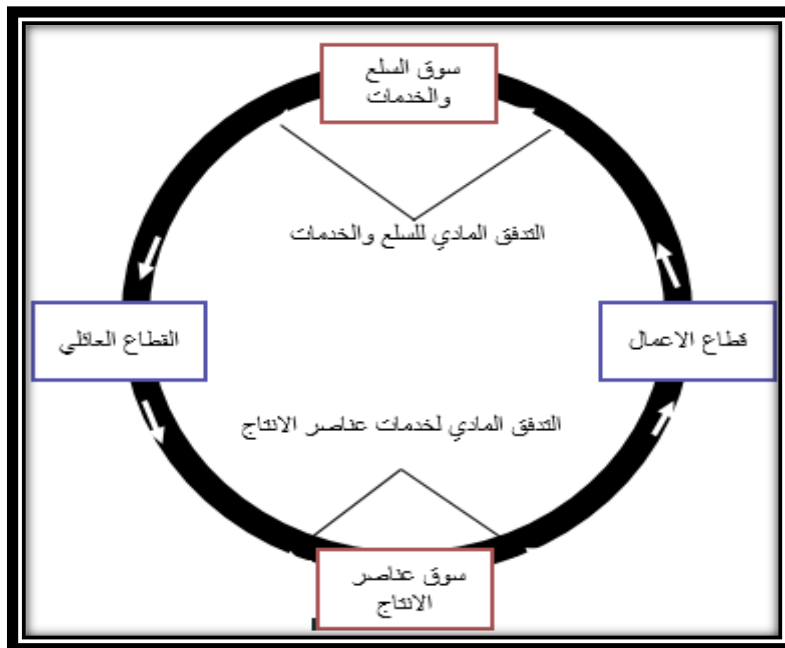 سوق السلع
والخدمات
التدفق المادي للسلع والخدمات
قطاع الاعمال
القطاع العائلي
التدفق المادي لخدمات عناصر الانتاج
سوق عناصر
الانتاج